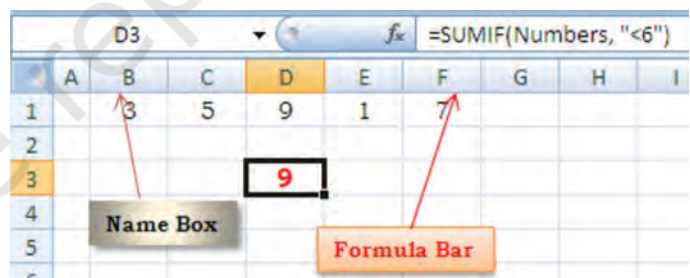 D3 fx =SUMIF(Numbers, "<6")
A B C D E F G H I
1 3 5 9 1 7
2
3 9
4
Name Box
5 Formula Bar